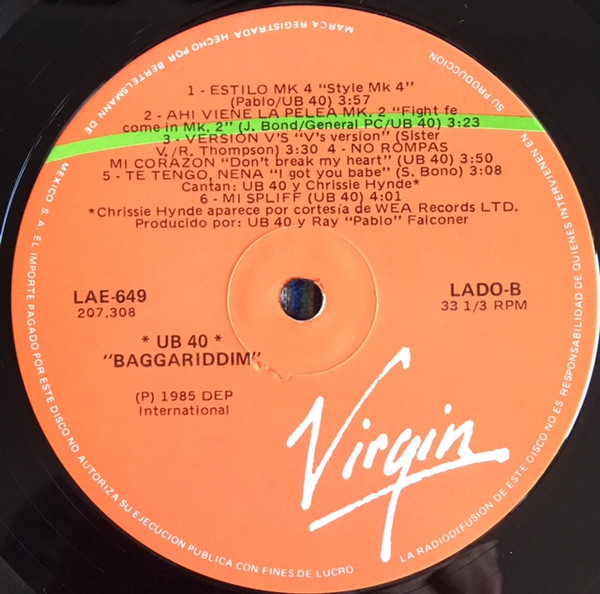 1 - ESTILO MK 4 "Style Mk 4"
(Pablo/UB 40) 3:57
2 - AHI VIENE LA PELEA MK. 2 "Fight fe
come in Mk. 2" (J. Bond/General PC/UB 40) 3:23
3 - VERSION V'S "V's version" (Sister
V./R. Thompson) 3:30 4 - NO ROMPAS
MI CORAZON "Don't break my heart" (UB 40) 3:50
5 - TE TENGO, NENA "I got you babe" (S. Bono) 3:08
Cantan: UB 40 y Chrissie Hynde*
6 - MI SPLIFF (UB 40) 4:01
*Chrissie Hynde aparece por cortesía de WEA Records LTD.
Producido por: UB 40 y Ray "Pablo" Falconer
LAE-649
207.308
LADO-B
33 1/3 RPM
* UB 40 *
"BAGGARIDDIM"
(P) 1985 DEP
International
Virgin
MARCA REGISTRADA HECHO POR BERTELSMANN DE MEXICO S. A. EL IMPORTE PAGADO POR ESTE DISCO NO AUTORIZA SU EJECUCION PUBLICA CON FINES DE LUCRO
LA RADIODIFUSION DE ESTE DISCO NO ES RESPONSABILIDAD DE QUIENES INTERVIENEN EN SU PRODUCCION.